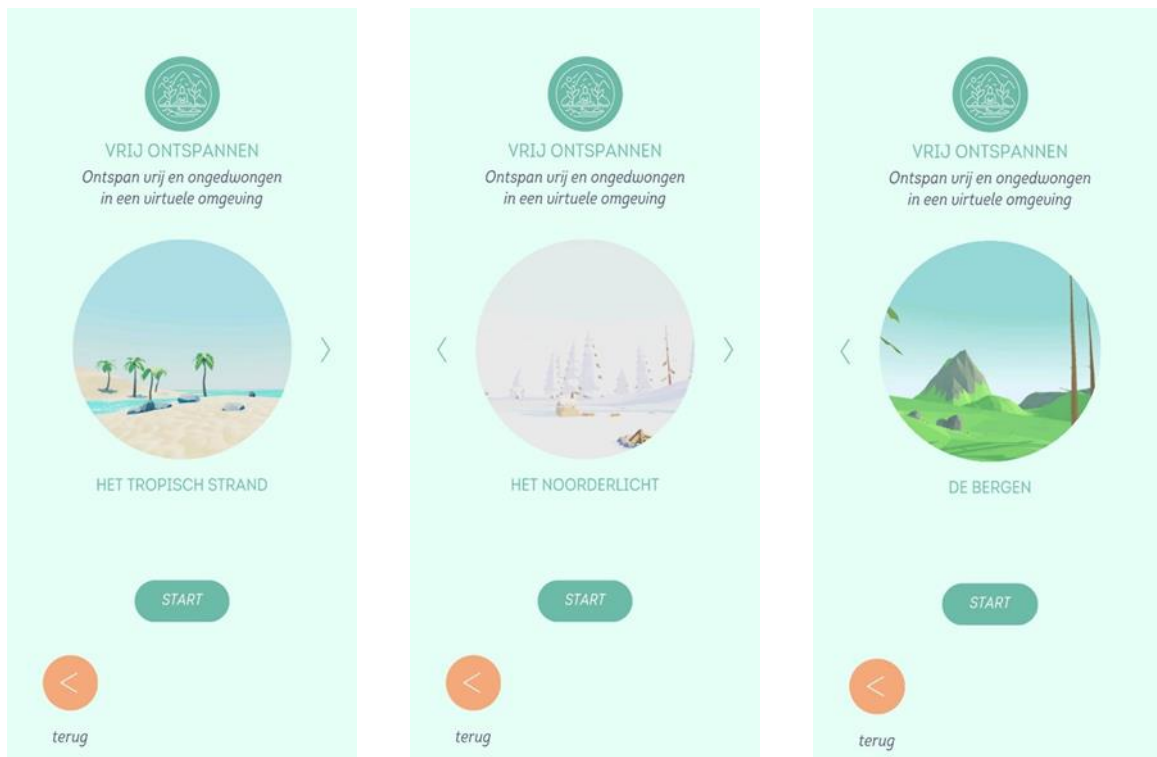 VRIJ ONTSPANNEN
Ontspan vrij en ongedwongen
in een virtuele omgeving
HET TROPISCH STRAND
START
<
terug
VRIJ ONTSPANNEN
Ontspan vrij en ongedwongen
in een virtuele omgeving
HET NOORDERLICHT
START
<
terug
VRIJ ONTSPANNEN
Ontspan vrij en ongedwongen
in een virtuele omgeving
DE BERGEN
START
<
terug